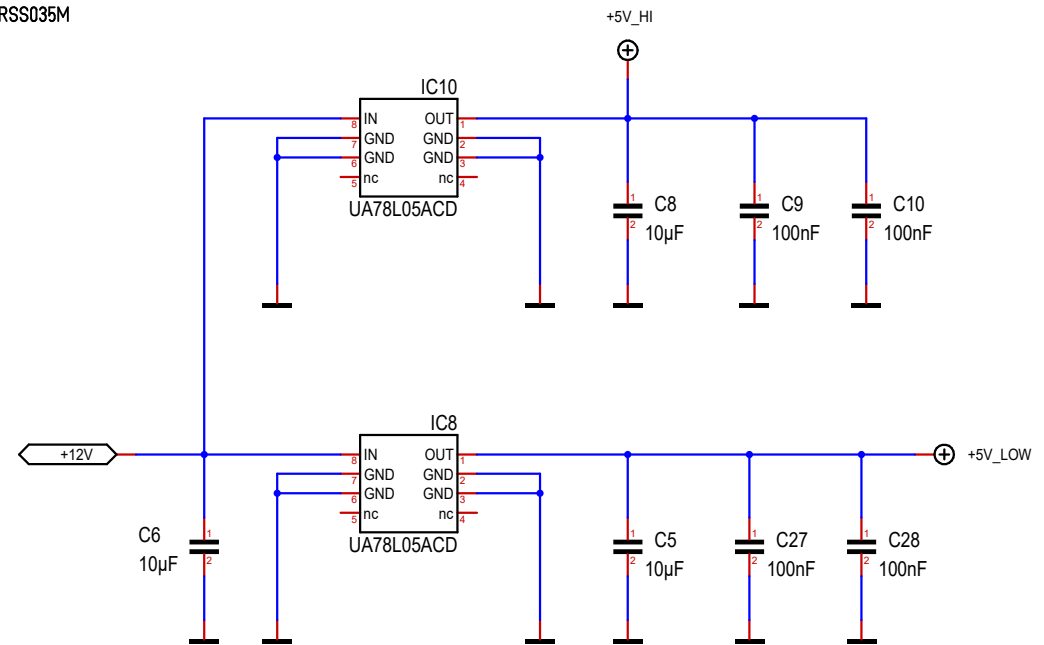 RSS035M
+5V_HI
IC10
IN OUT
8 1
GND GND
7 2
GND GND
6 3
nc nc
5 4
UA78L05ACD
1 C8
2 10µF
1 C9
2 100nF
1 C10
2 100nF
IC8
+12V
IN OUT
8 1
GND GND
7 2
GND GND
6 3
nc nc
5 4
UA78L05ACD
+5V_LOW
C6 1
10µF 2
1 C5
2 10µF
1 C27
2 100nF
1 C28
2 100nF